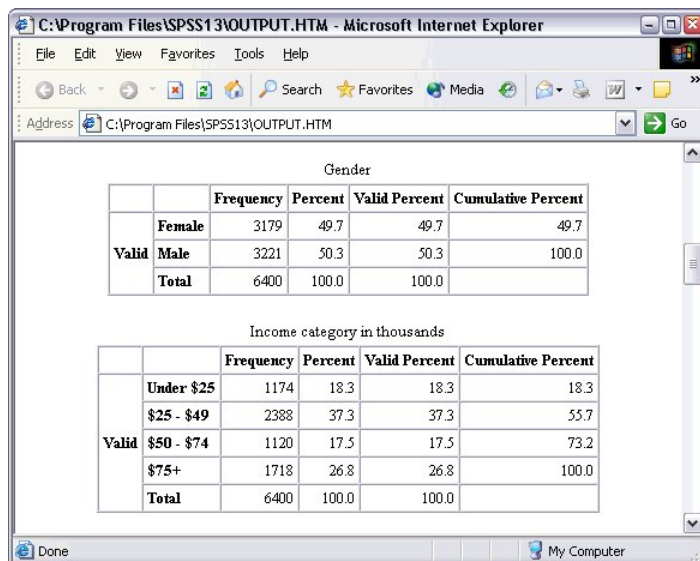 C:\Program Files\SPSS13\OUTPUT.HTM - Microsoft Internet Explorer
File Edit View Favorites Tools Help
Back Search Favorites Media W »
Address C:\Program Files\SPSS13\OUTPUT.HTM Go
Gender
Frequency Percent Valid Percent Cumulative Percent
Valid Female 3179 49.7 49.7 49.7
Male 3221 50.3 50.3 100.0
Total 6400 100.0 100.0
Income category in thousands
Frequency Percent Valid Percent Cumulative Percent
Valid Under $25 1174 18.3 18.3 18.3
$25 - $49 2388 37.3 37.3 55.7
$50 - $74 1120 17.5 17.5 73.2
$75+ 1718 26.8 26.8 100.0
Total 6400 100.0 100.0
Done My Computer